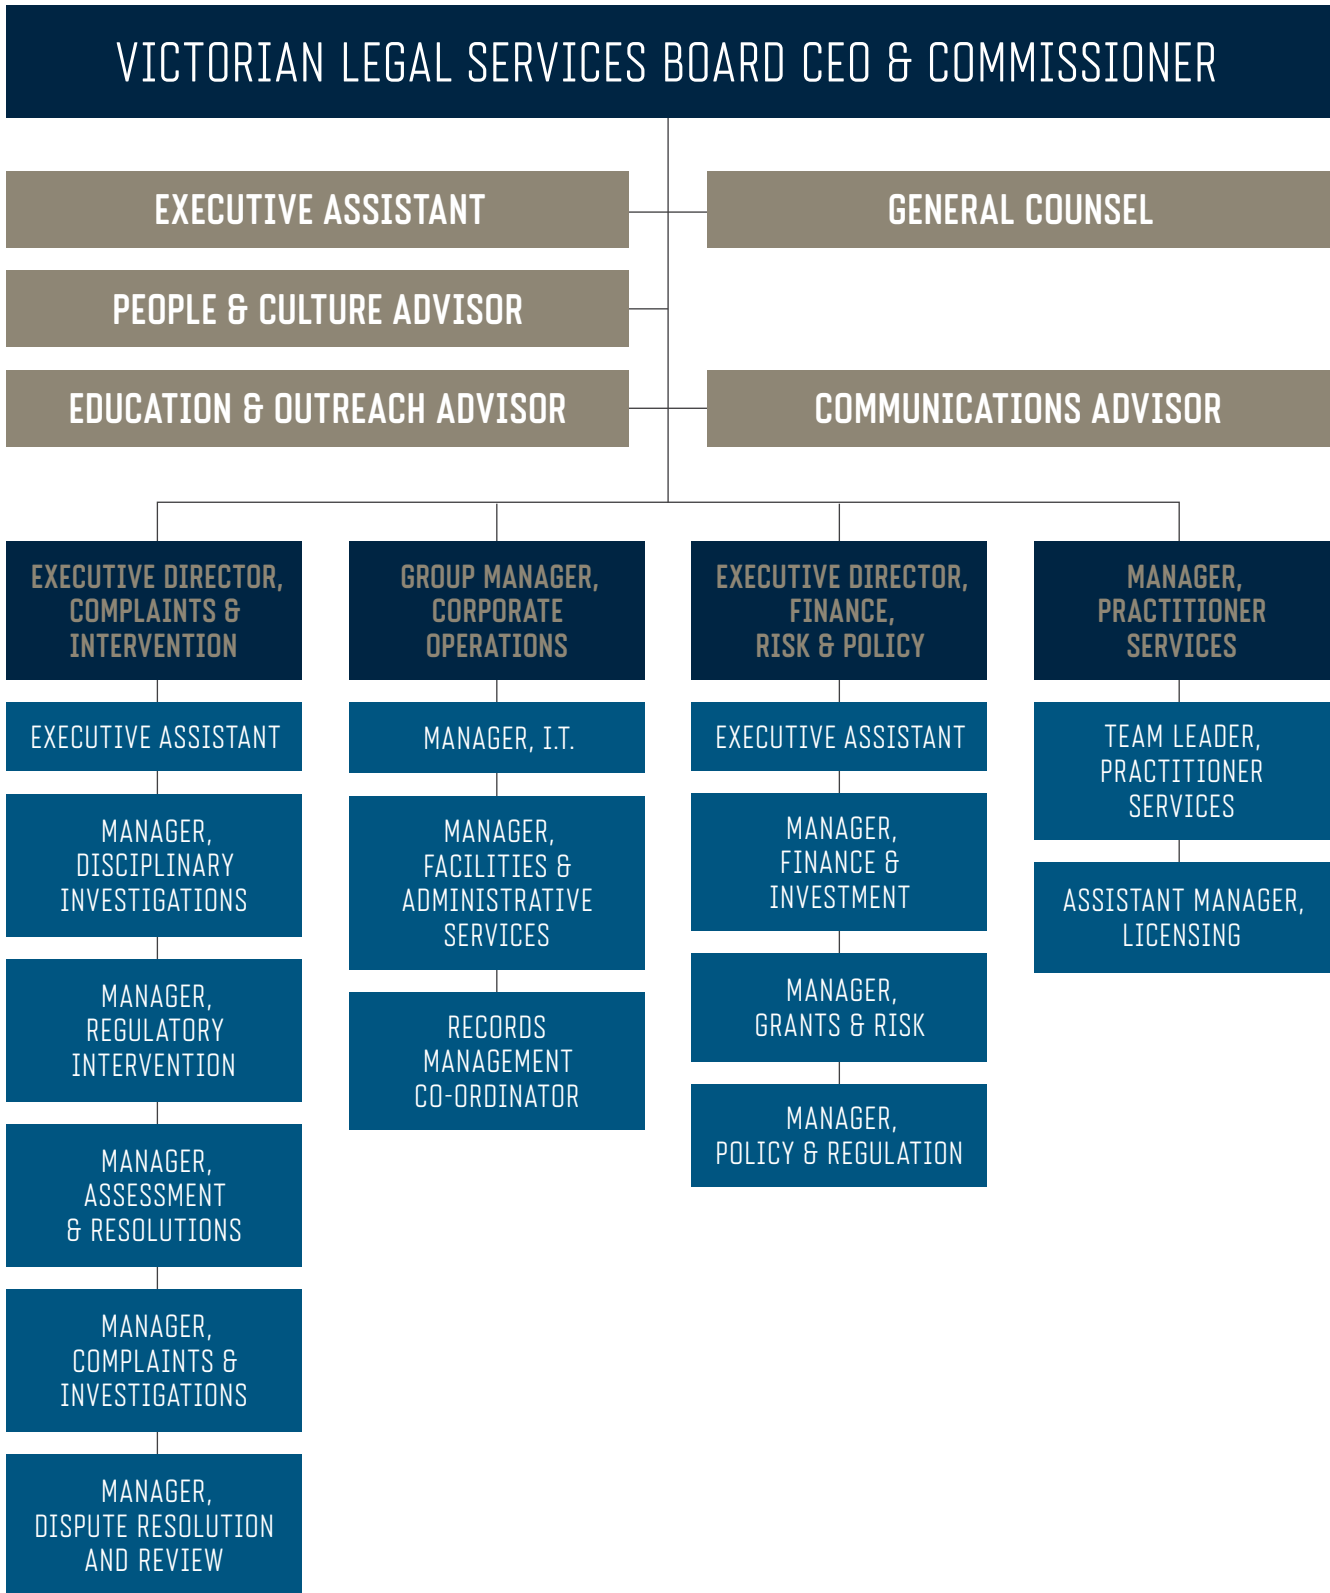 VICTORIAN LEGAL SERVICES BOARD CEO & COMMISSIONER
EXECUTIVE ASSISTANT
GENERAL COUNSEL
PEOPLE & CULTURE ADVISOR
EDUCATION & OUTREACH ADVISOR
COMMUNICATIONS ADVISOR
EXECUTIVE DIRECTOR,
COMPLAINTS &
INTERVENTION
EXECUTIVE ASSISTANT
MANAGER,
DISCIPLINARY
INVESTIGATIONS
MANAGER,
REGULATORY
INTERVENTION
MANAGER,
ASSESSMENT
& RESOLUTIONS
MANAGER,
COMPLAINTS &
INVESTIGATIONS
MANAGER,
DISPUTE RESOLUTION
AND REVIEW
GROUP MANAGER,
CORPORATE
OPERATIONS
MANAGER, I.T.
MANAGER,
FACILITIES &
ADMINISTRATIVE
SERVICES
RECORDS
MANAGEMENT
CO-ORDINATOR
EXECUTIVE DIRECTOR,
FINANCE,
RISK & POLICY
EXECUTIVE ASSISTANT
MANAGER,
FINANCE &
INVESTMENT
MANAGER,
GRANTS & RISK
MANAGER,
POLICY & REGULATION
MANAGER,
PRACTITIONER
SERVICES
TEAM LEADER,
PRACTITIONER
SERVICES
ASSISTANT MANAGER,
LICENSING